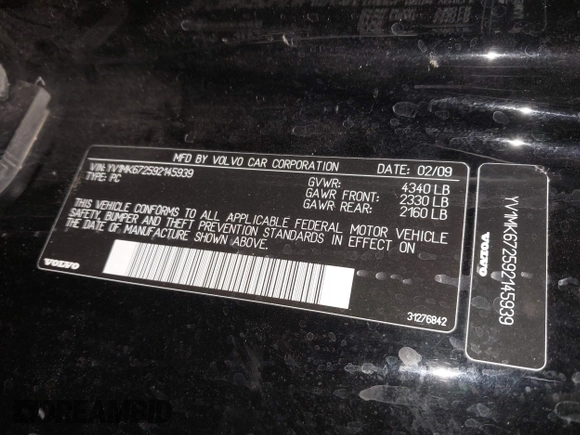 MFD BY VOLVO CAR CORPORATION DATE: 02/09
VIN: YV1MK672592145939
TYPE: PC
GVWR: 4340 LB
GAWR FRONT: 2330 LB
GAWR REAR: 2160 LB
THIS VEHICLE CONFORMS TO ALL APPLICABLE FEDERAL MOTOR VEHICLE
SAFETY, BUMPER AND THEFT PREVENTION STANDARDS IN EFFECT ON
THE DATE OF MANUFACTURE SHOWN ABOVE.
VOLVO
31276842
YV1MK672592145939
VOLVO
DREAMBID